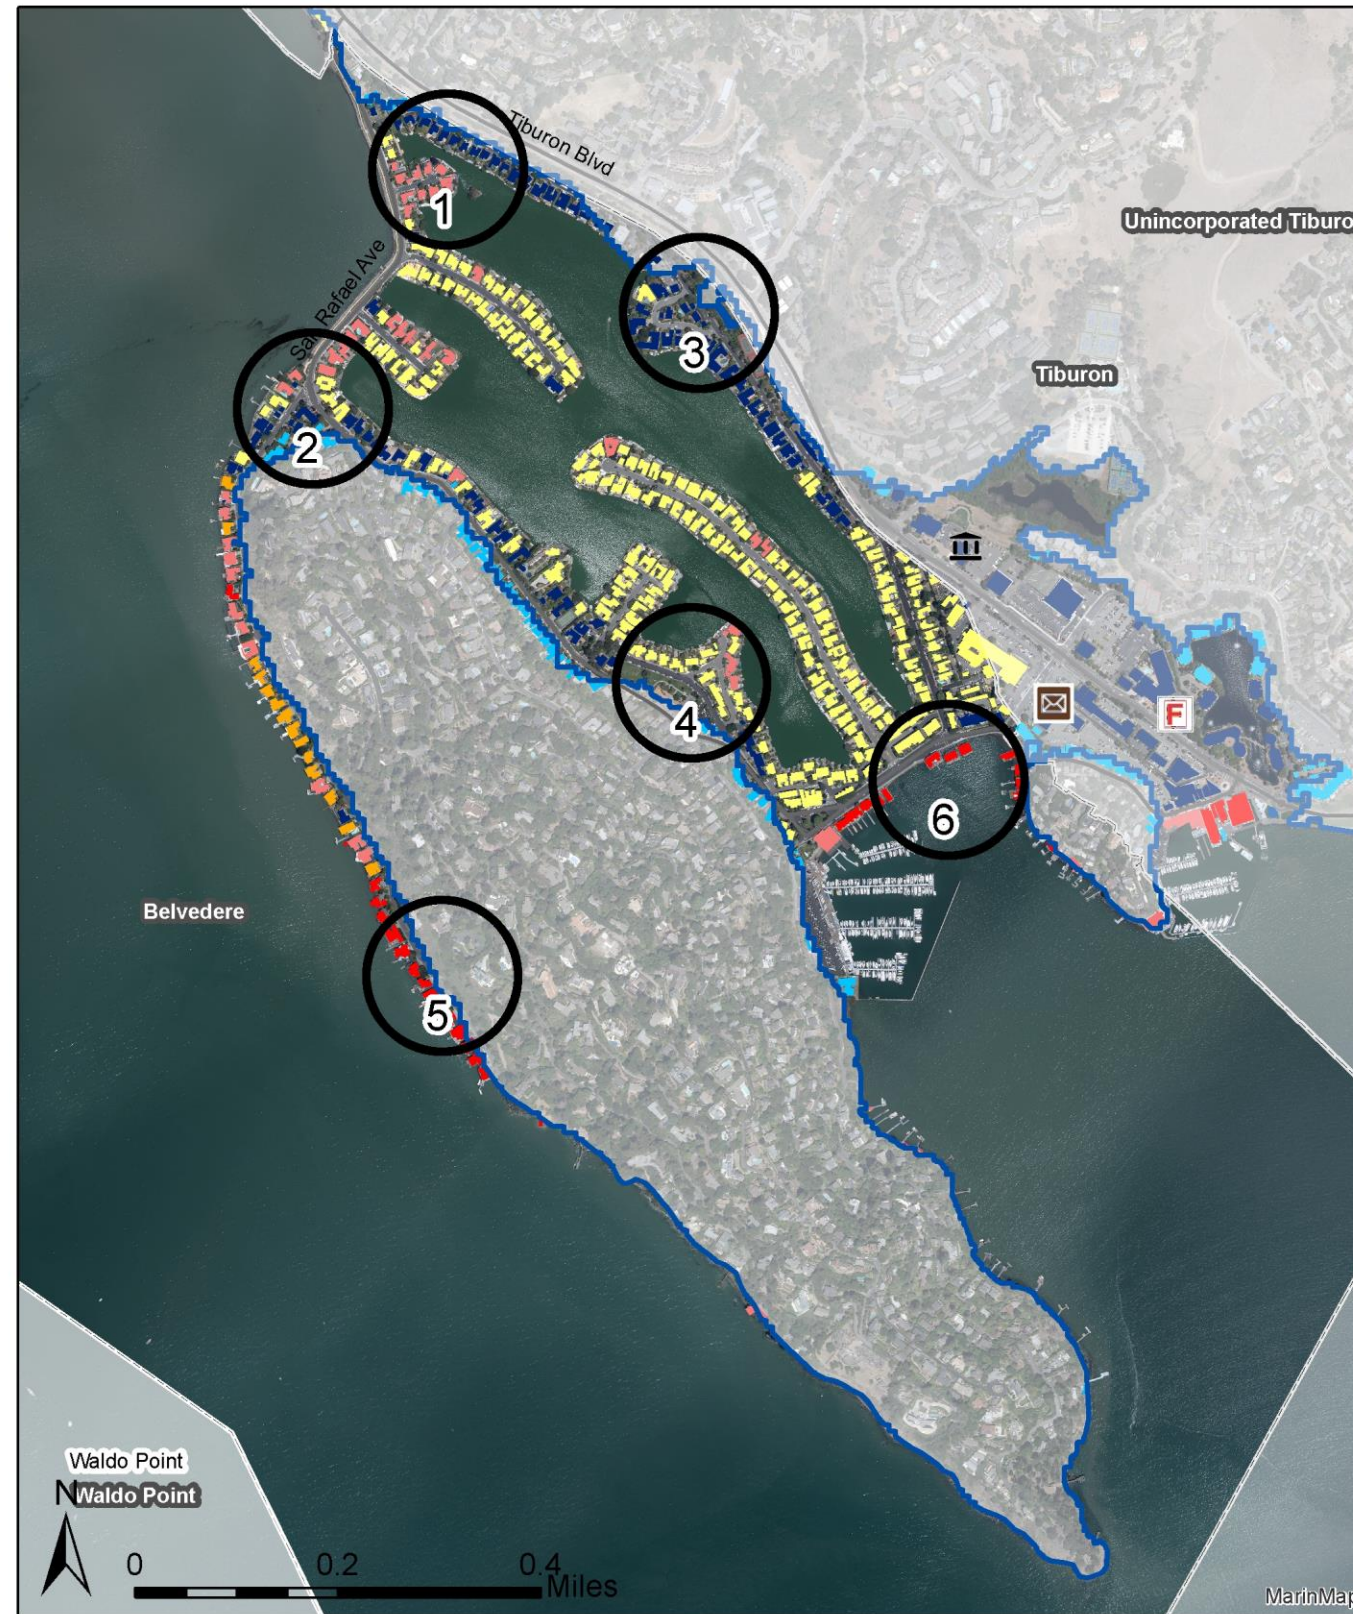 Tiburon Blvd
1
Unincorporated Tiburo
San Rafael Ave
3
Tiburon
2
4
F
6
Belvedere
5
Waldo Point
N
Waldo Point
0 0.2 0.4
Miles
MarinMap